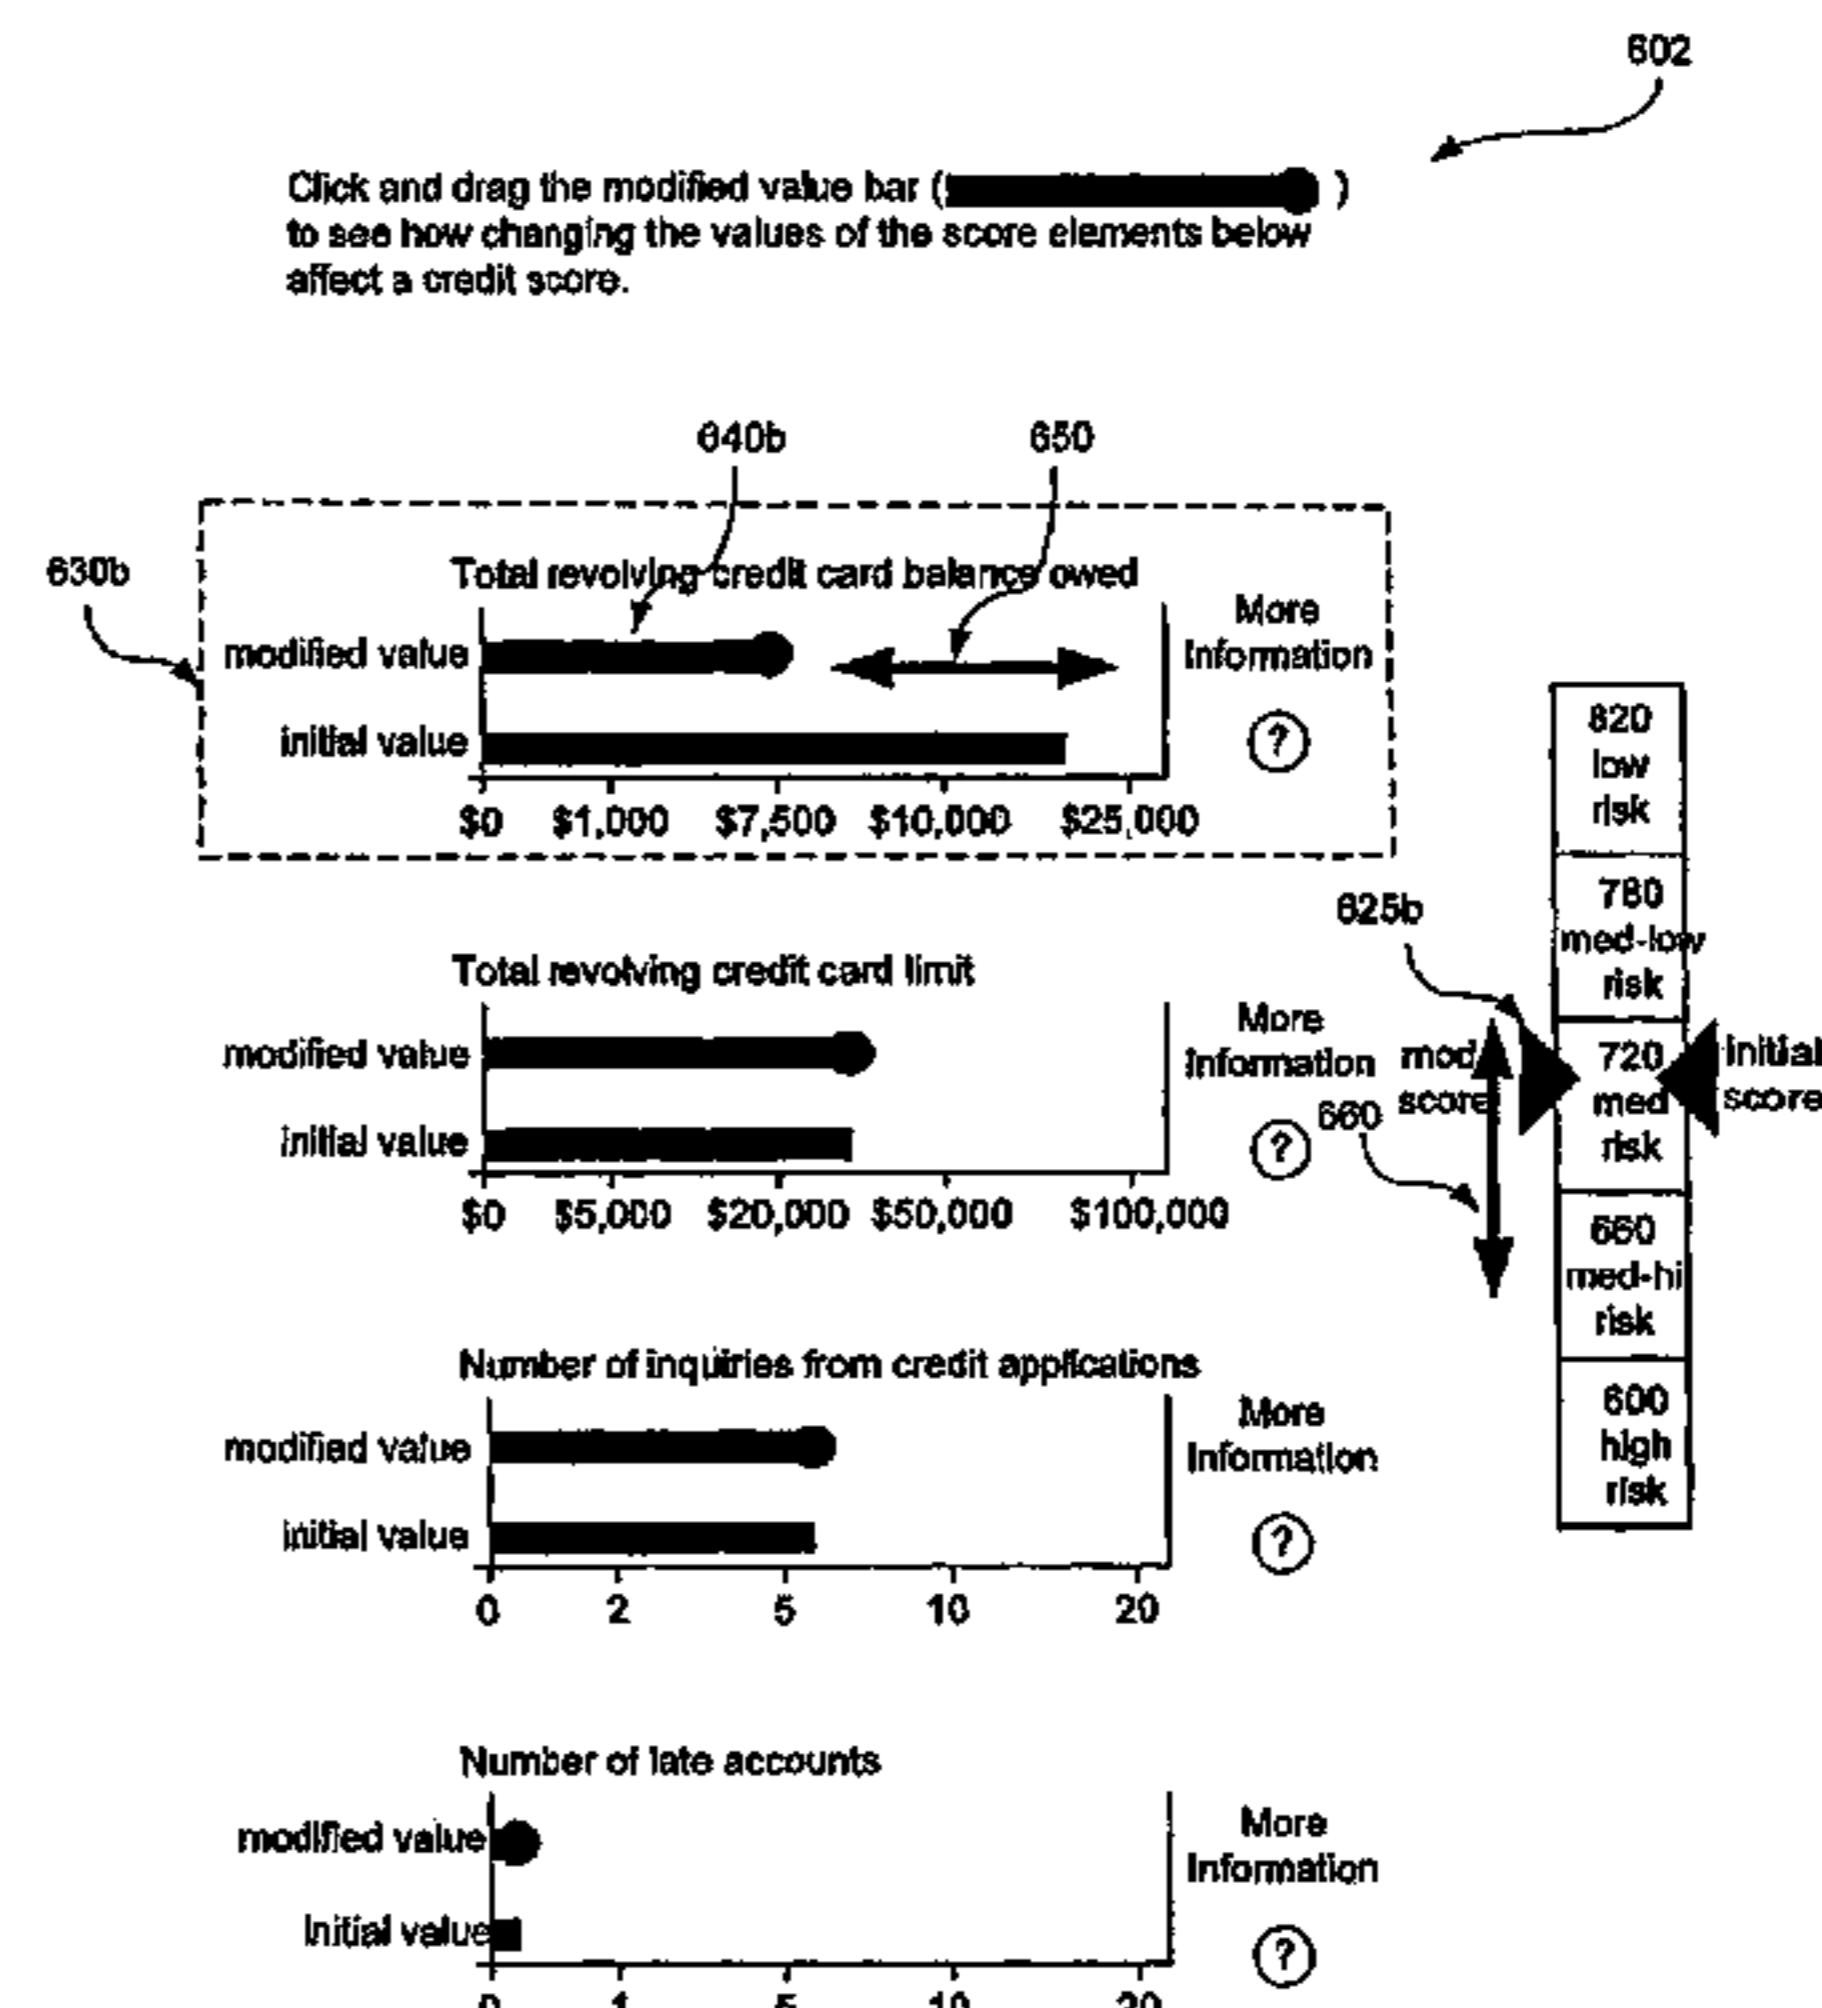 602
Click and drag the modified value bar ( )
to see how changing the values of the score elements below
affect a credit score.
640b
650
630b
Total revolving credit card balance owed
modified value
initial value
$0 $1,000 $7,500 $10,000 $25,000
More
Information
?
Total revolving credit card limit
modified value
initial value
$0 $5,000 $20,000 $50,000 $100,000
More
Information
?
Number of inquiries from credit applications
modified value
initial value
0 2 5 10 20
More
Information
?
Number of late accounts
modified value
Initial value
0 1 5 10 20
More
Information
?
625b
mod
score
660
820
low
risk
780
med-low
risk
720
med
risk
660
med-hi
risk
600
high
risk
initial
score